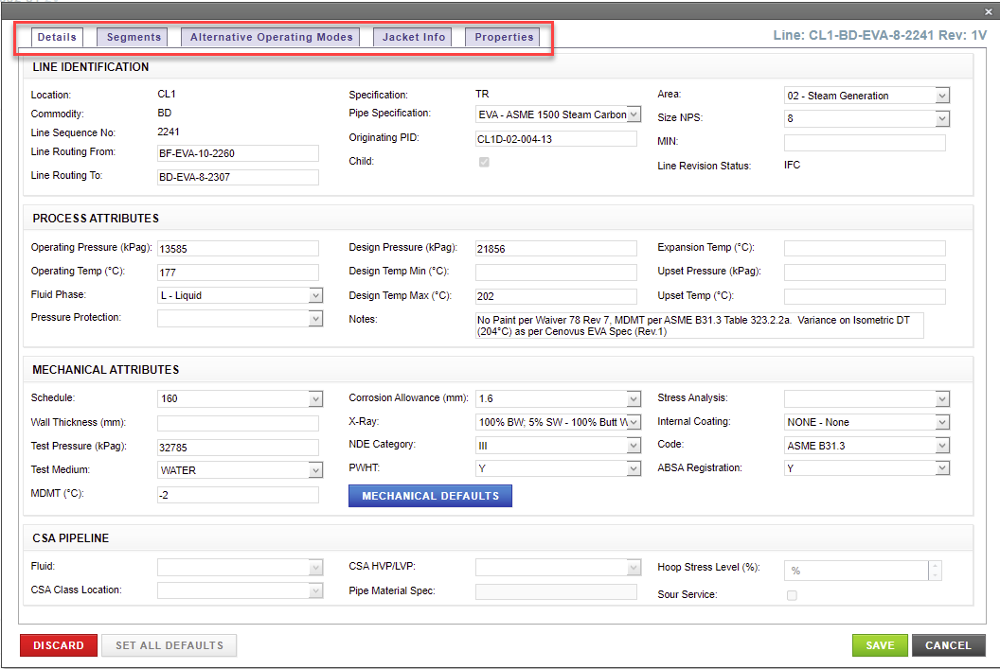 ×
Details Segments Alternative Operating Modes Jacket Info Properties Line: CL1-BD-EVA-8-2241 Rev: 1V
LINE IDENTIFICATION
Location: CL1 Specification: TR Area: 02 - Steam Generation
Commodity: BD Pipe Specification: EVA - ASME 1500 Steam Carbon Size NPS: 8
Line Sequence No: 2241 Originating PID: CL1D-02-004-13 MIN:
Line Routing From: BF-EVA-10-2260 Child: Line Revision Status: IFC
Line Routing To: BD-EVA-8-2307
PROCESS ATTRIBUTES
Operating Pressure (kPag): 13585 Design Pressure (kPag): 21856 Expansion Temp (°C):
Operating Temp (°C): 177 Design Temp Min (°C): Upset Pressure (kPag):
Fluid Phase: L - Liquid Design Temp Max (°C): 202 Upset Temp (°C):
Pressure Protection: Notes: No Paint per Waiver 78 Rev 7, MDMT per ASME B31.3 Table 323.2.2a. Variance on Isometric DT
(204°C) as per Cenovus EVA Spec (Rev.1)
MECHANICAL ATTRIBUTES
Schedule: 160 Corrosion Allowance (mm): 1.6 Stress Analysis:
Wall Thickness (mm): X-Ray: 100% BW; 5% SW - 100% Butt W Internal Coating: NONE - None
Test Pressure (kPag): 32785 NDE Category: III Code: ASME B31.3
Test Medium: WATER PWHT: Y ABSA Registration: Y
MDMT (°C): -2 MECHANICAL DEFAULTS
CSA PIPELINE
Fluid: CSA HVP/LVP: Hoop Stress Level (%): %
CSA Class Location: Pipe Material Spec: Sour Service:
DISCARD SET ALL DEFAULTS SAVE CANCEL